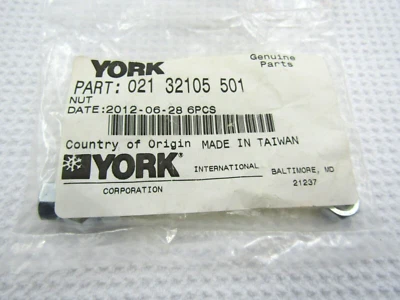 YORK
Genuine
Parts
PART: 021 32105 501
NUT
DATE:2012-06-28 6PCS
Country of Origin MADE IN TAIWAN
YORK®
INTERNATIONAL
CORPORATION
BALTIMORE, MD
21237